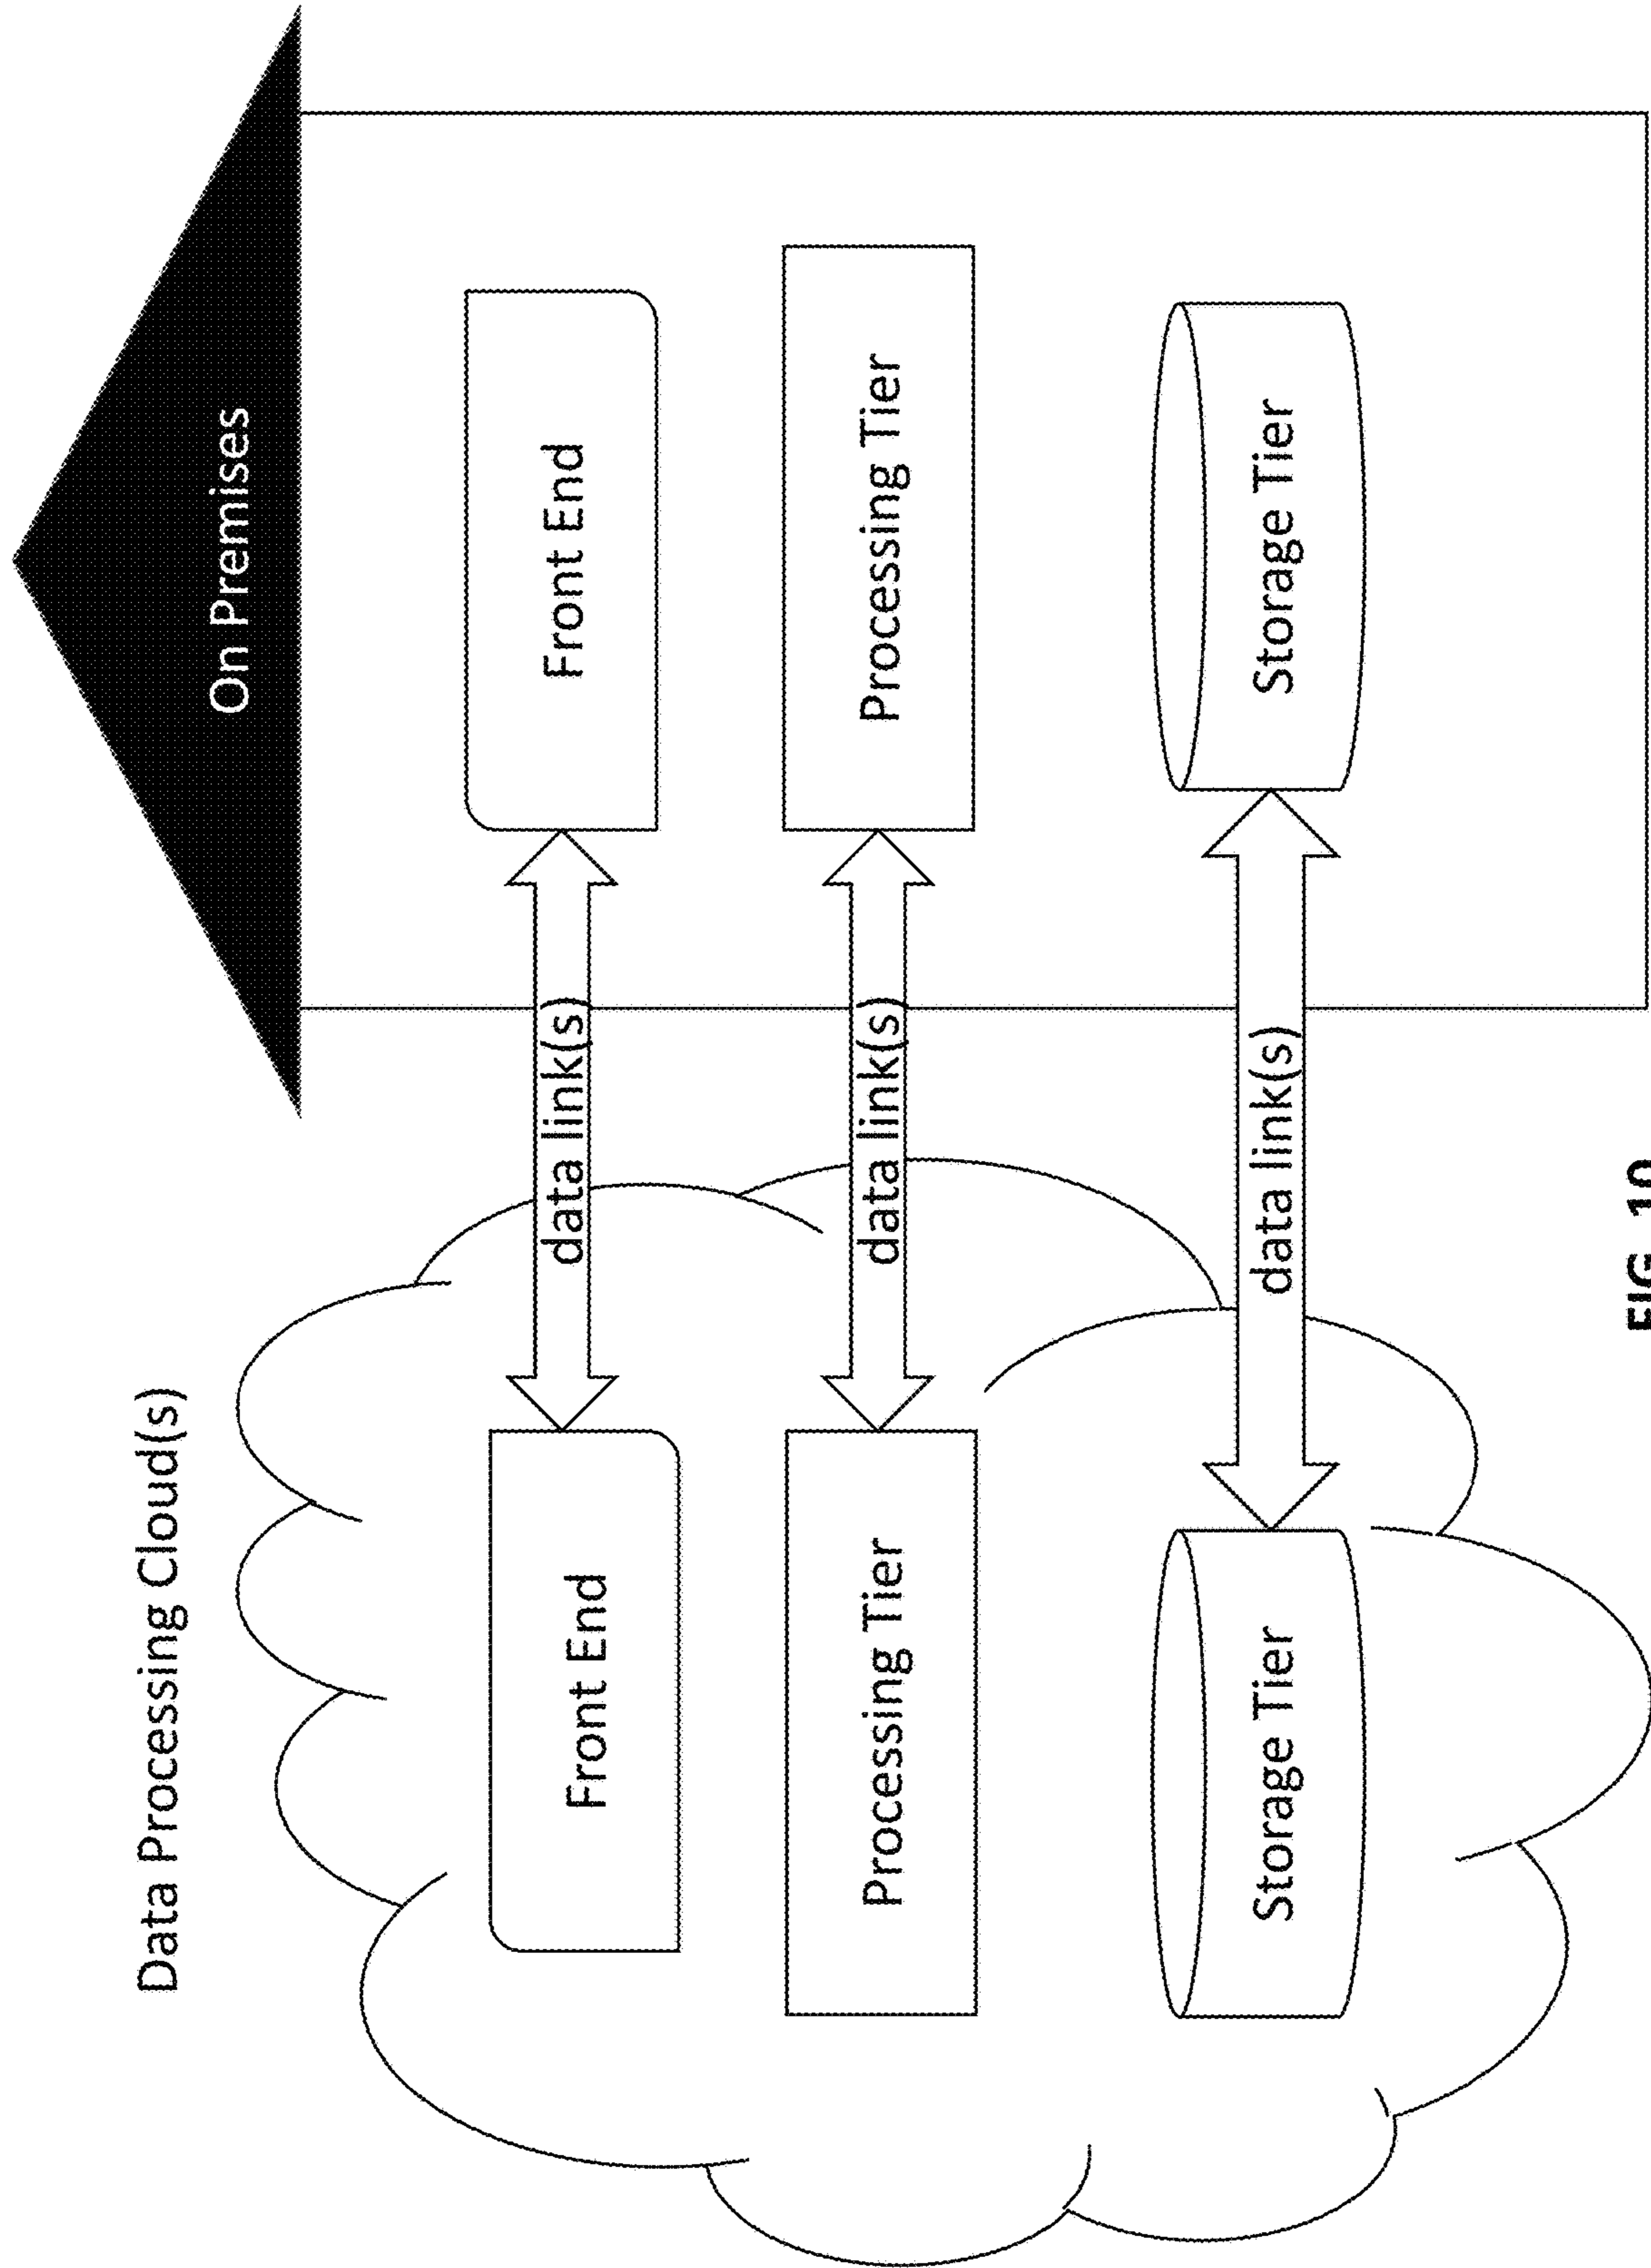 Data Processing Cloud(s)
On Premises
Front End
data link(s)
Front End
Processing Tier
data link(s)
Processing Tier
Storage Tier
data link(s)
Storage Tier
FIG